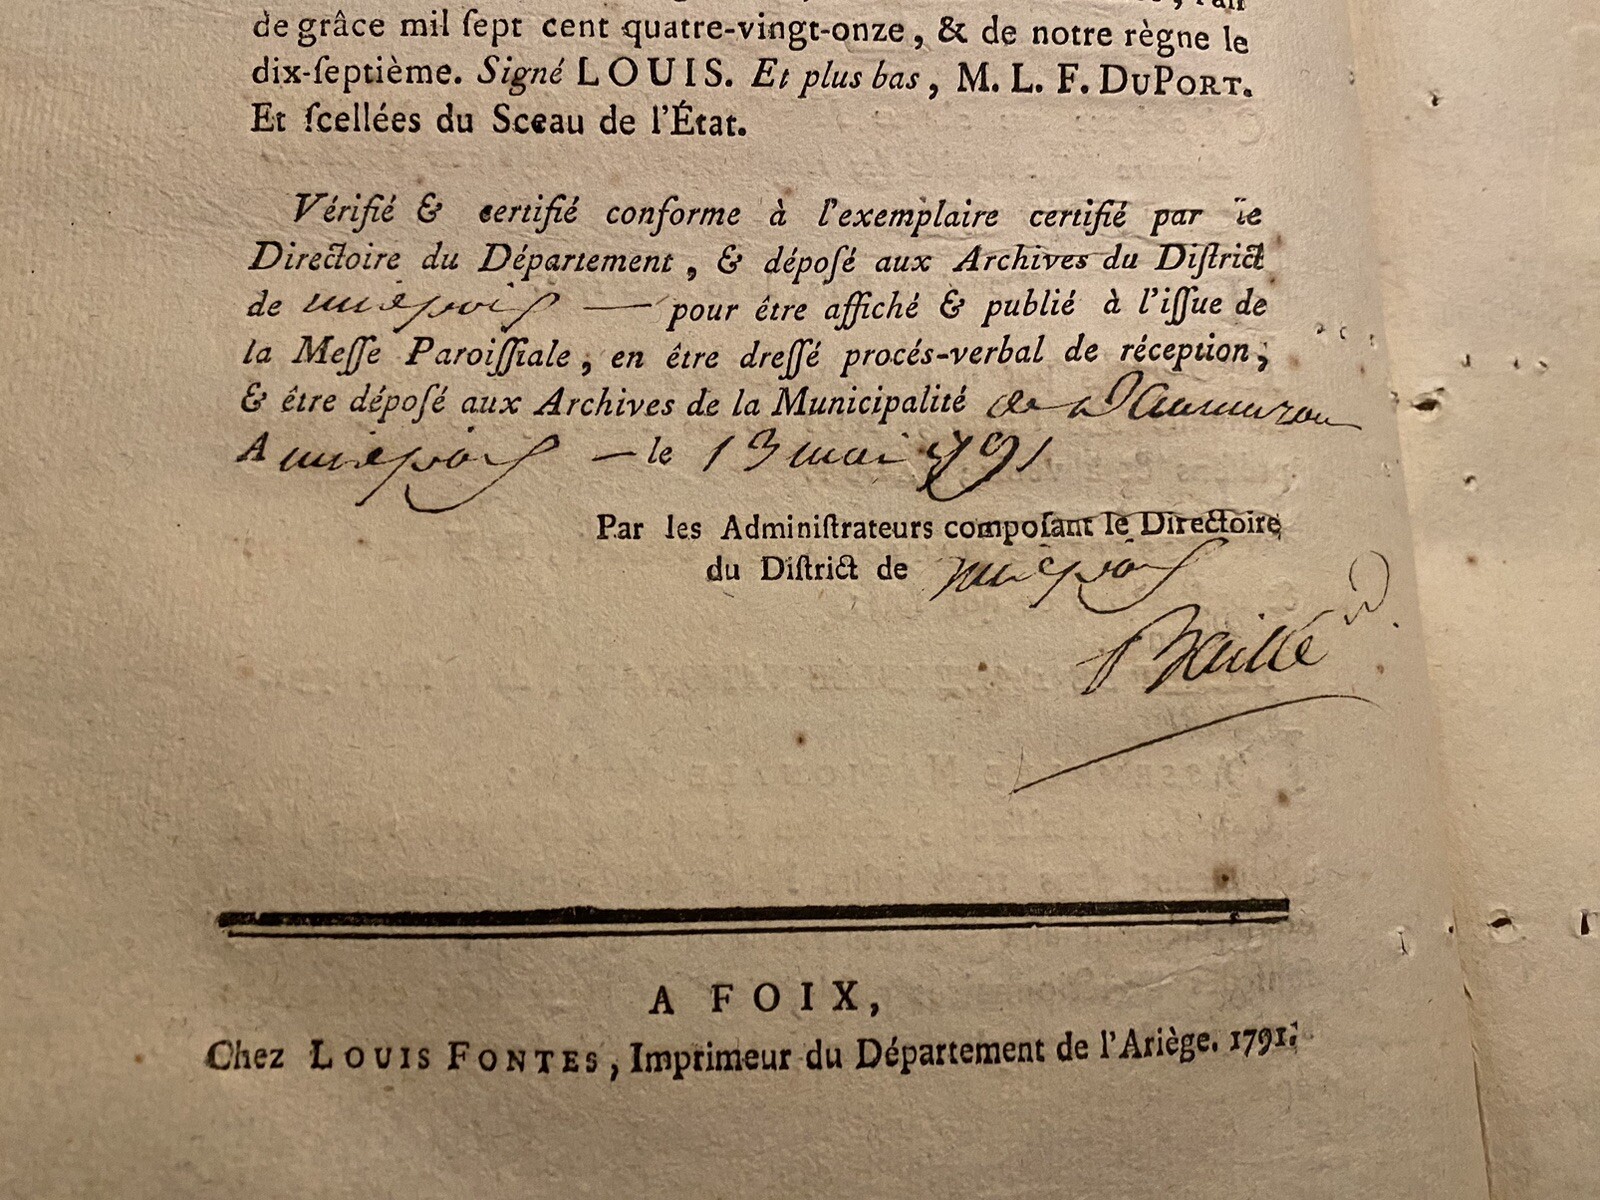 de grâce mil ſept cent quatre-vingt-onze, & de notre règne le
dix-ſeptième. Signé LOUIS. Et plus bas, M. L. F. DUPORT.
Et ſcellées du Sceau de l'État.
Vérifié & certifié conforme à l'exemplaire certifié par le
Directoire du Département, & dépoſé aux Archives du Diſtrict
de mirepoix — pour être affiché & publié à l'iſſue de
la Meſſe Paroiſſiale, en être dreſſé procés-verbal de réception;
& être dépoſé aux Archives de la Municipalité de
A mirepoix — le 13 mai 1791
Par les Adminiſtrateurs compoſant le Directoire
du Diſtrict de mirepoix
A FOIX,
Chez LOUIS FONTES, Imprimeur du Département de l'Ariège. 1791.